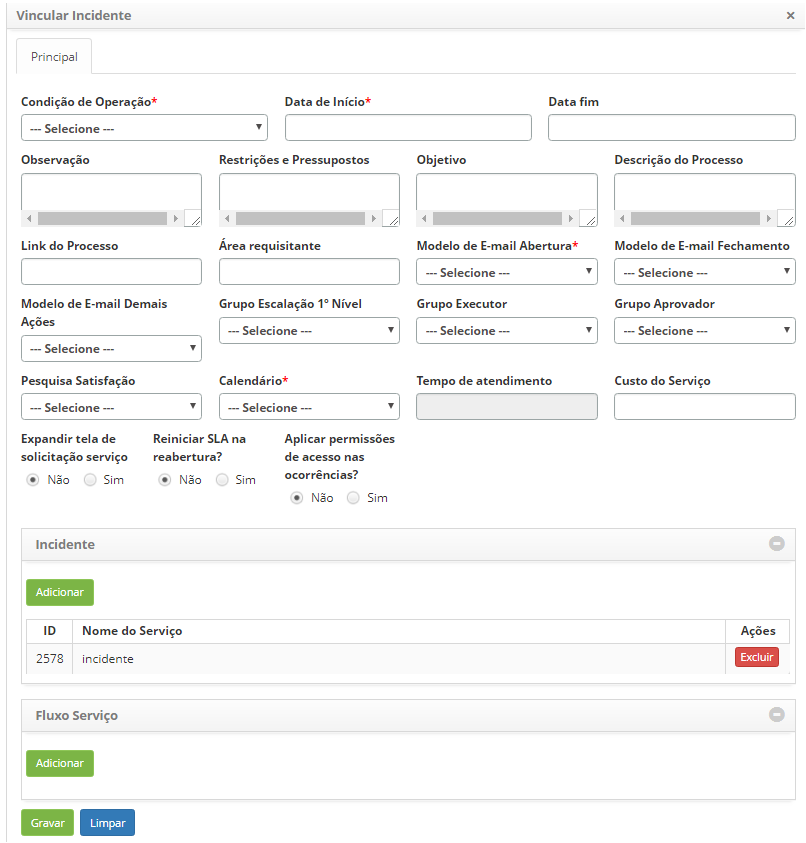 Vincular Incidente ×
Principal
Condição de Operação* Data de Início* Data fim
--- Selecione ---
Observação Restrições e Pressupostos Objetivo Descrição do Processo
Link do Processo Área requisitante Modelo de E-mail Abertura* Modelo de E-mail Fechamento
--- Selecione --- --- Selecione ---
Modelo de E-mail Demais Ações Grupo Escalação 1º Nível Grupo Executor Grupo Aprovador
--- Selecione --- --- Selecione --- --- Selecione --- --- Selecione ---
Pesquisa Satisfação Calendário* Tempo de atendimento Custo do Serviço
--- Selecione --- --- Selecione ---
Expandir tela de
solicitação serviço
Não Sim
Reiniciar SLA na
reabertura?
Não Sim
Aplicar permissões
de acesso nas
ocorrências?
Não Sim
Incidente
Adicionar
ID Nome do Serviço Ações
2578 incidente Excluir
Fluxo Serviço
Adicionar
Gravar Limpar